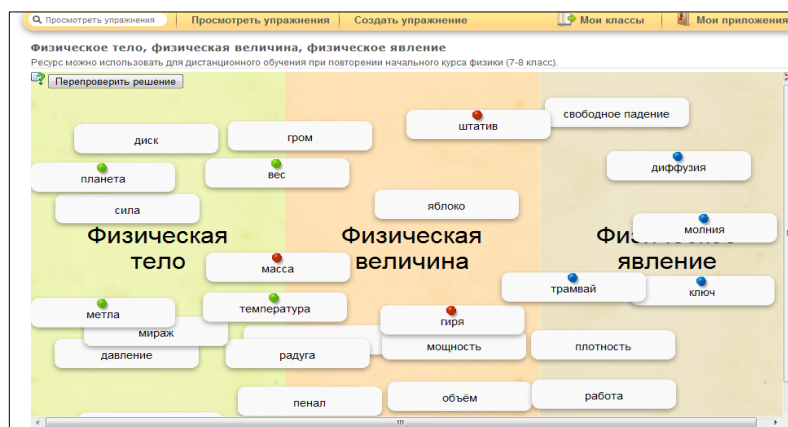 Просмотреть упражнения
Просмотреть упражнения
Создать упражнение
Мои классы
Мои приложения
Физическое тело, физическая величина, физическое явление
Ресурс можно использовать для дистанционного обучения при повторении начального курса физики (7-8 класс).
Перепроверить решение
свободное падение
штатив
гром
диск
диффузия
вес
планета
яблоко
сила
молния
Физическая
тело
Физическая
величина
явление
масса
трамвай
ключ
температура
метла
гиря
мираж
давление
радуга
мощность
плотность
пенал
объём
работа